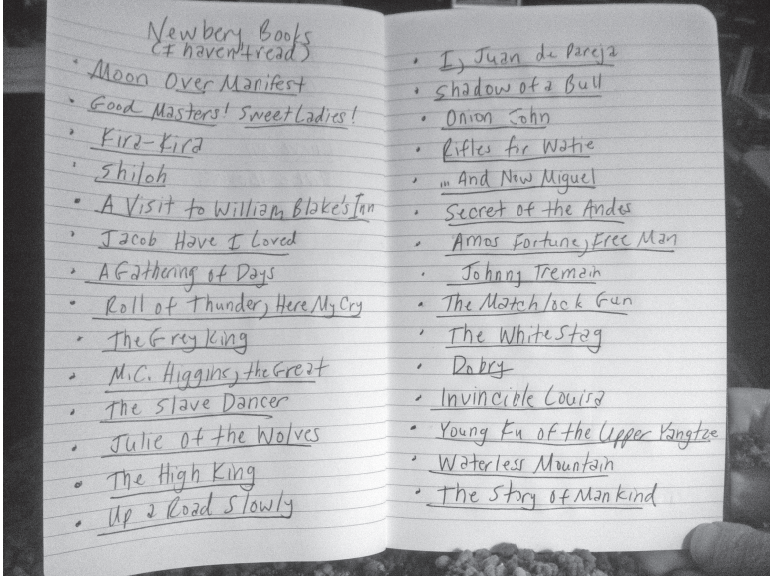 Newbery Books
(I haven't read)
• Moon Over Manifest
• Good Masters! Sweet Ladies!
• Kira-Kira
• Shiloh
• A Visit to William Blake's Inn
• Jacob Have I Loved
• A Gathering of Days
• Roll of Thunder, Here My Cry
• The Grey King
• M.C. Higgins, the Great
• The Slave Dancer
• Julie of the Wolves
• The High King
• Up a Road Slowly
• I, Juan de Pareja
• Shadow of a Bull
• Onion John
• Rifles for Watie
• ... And Now Miguel
• Secret of the Andes
• Amos Fortune, Free Man
• Johnny Tremain
• The Matchlock Gun
• The White Stag
• Dobry
• Invincible Louisa
• Young Fu of the Upper Yangtze
• Waterless Mountain
• The Story of Mankind